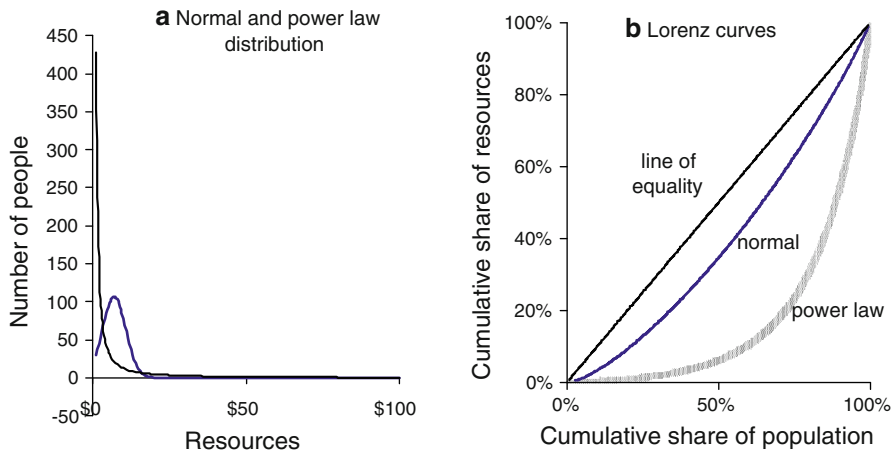 a Normal and power law
distribution
450
400
350
300
250
200
150
100
50
0
-50
$0
$50
$100
Number of people
Resources
b Lorenz curves
100%
80%
60%
40%
20%
0%
0%
50%
100%
line of
equality
normal
power law
Cumulative share of resources
Cumulative share of population